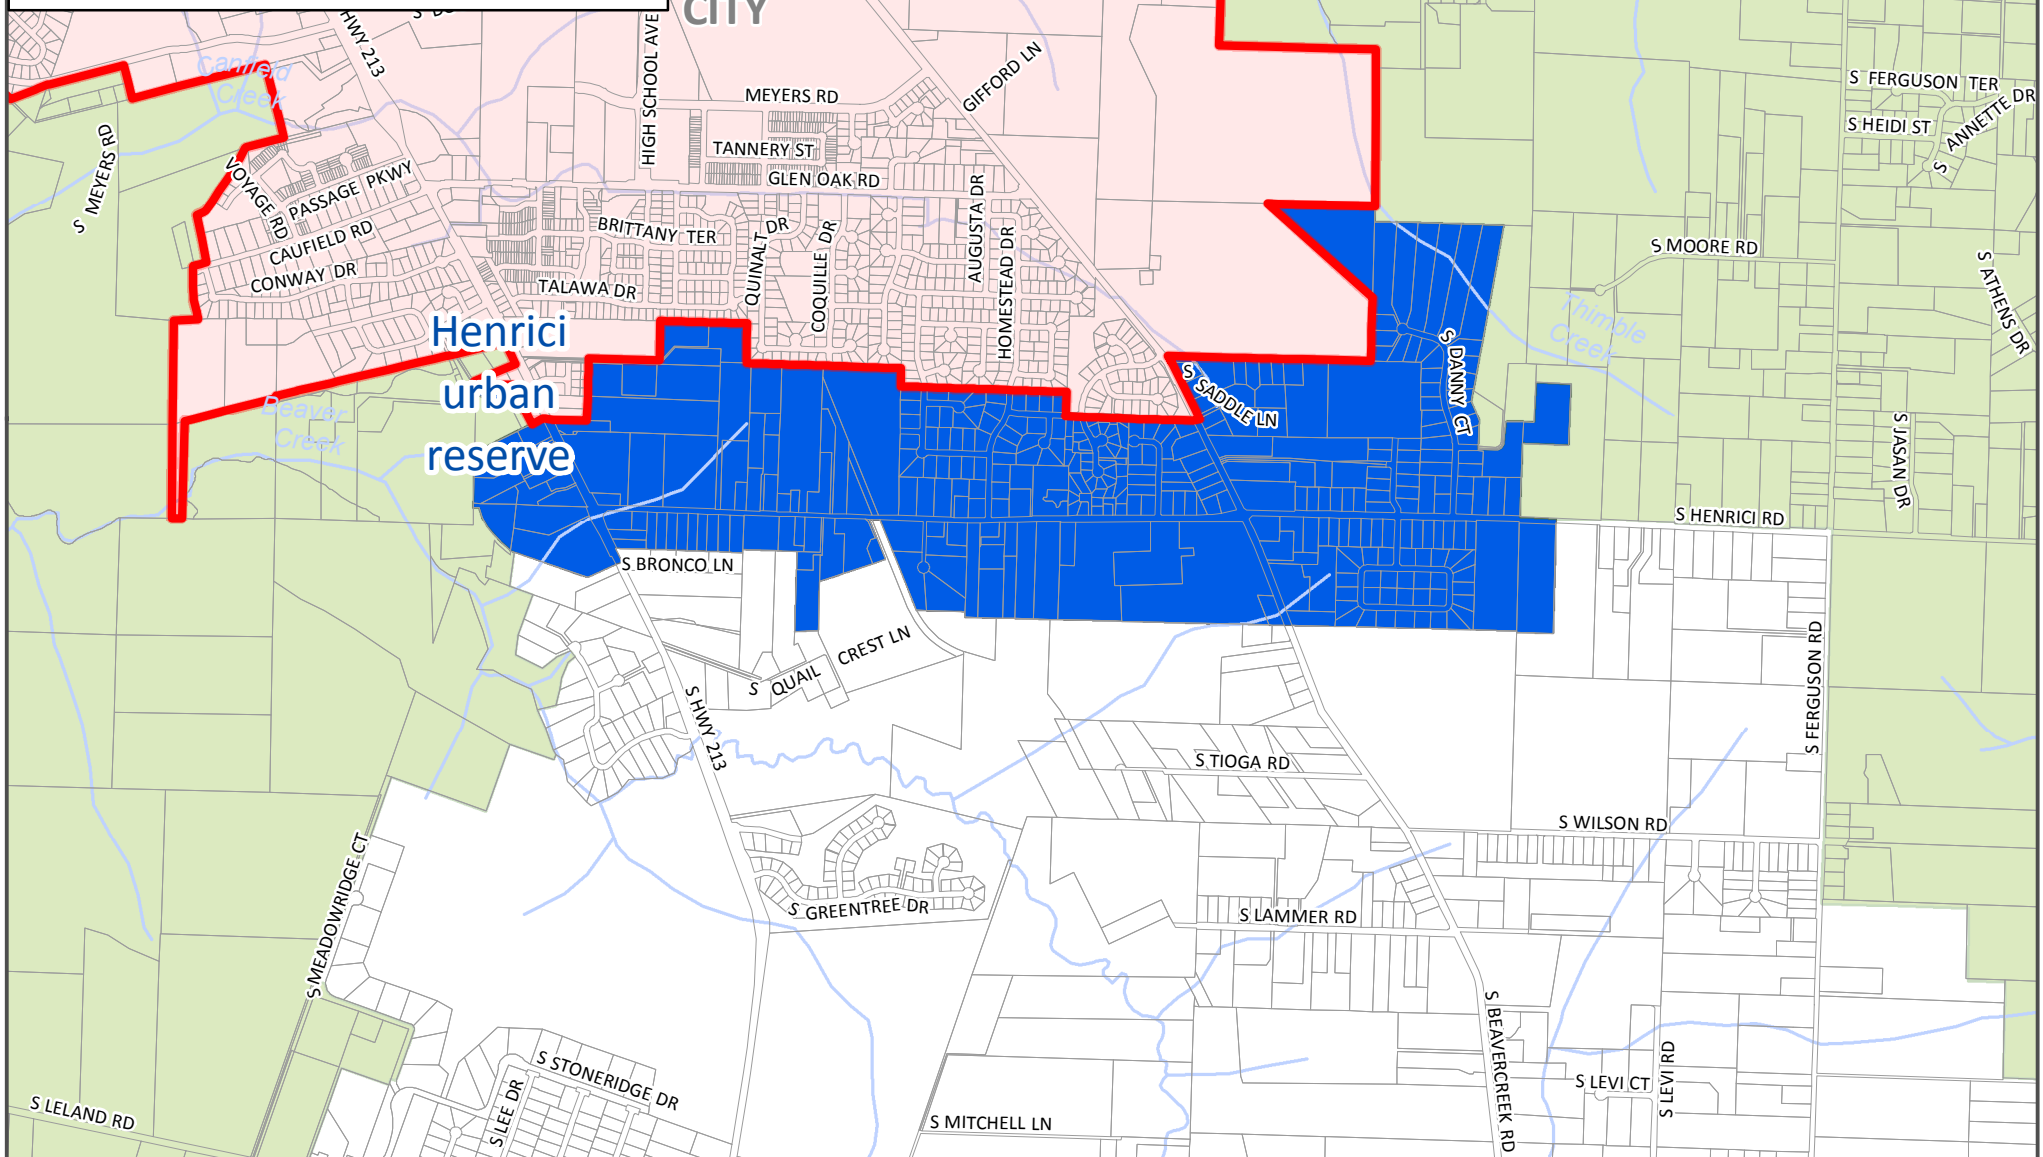 CITY
HWY 213
HIGH SCHOOL AVE
GIFFORD LN
MEYERS RD
TANNERY ST
GLEN OAK RD
Canfield
Creek
S MEYERS RD
VOYAGE RD
PASSAGE PKWY
CAUFIELD RD
CONWAY DR
BRITTANY TER
TALAWA DR
QUINALT DR
COQUILLE DR
AUGUSTA DR
HOMESTEAD DR
S FERGUSON TER
S HEIDI ST
S ANNETTE DR
S MOORE RD
S ATHENS DR
Thimble
Creek
S DANNY CT
S SADDLE LN
S JASAN DR
Henrici
urban
reserve
Beaver
Creek
S HENRICI RD
S BRONCO LN
S QUAIL CREST LN
S HWY 213
S FERGUSON RD
S TIOGA RD
S WILSON RD
S MEADOWRIDGE CT
S GREENTREE DR
S LAMMER RD
S BEAVERCREEK RD
S STONERIDGE DR
S LEE DR
S LELAND RD
S MITCHELL LN
S LEVI CT
S LEVI RD